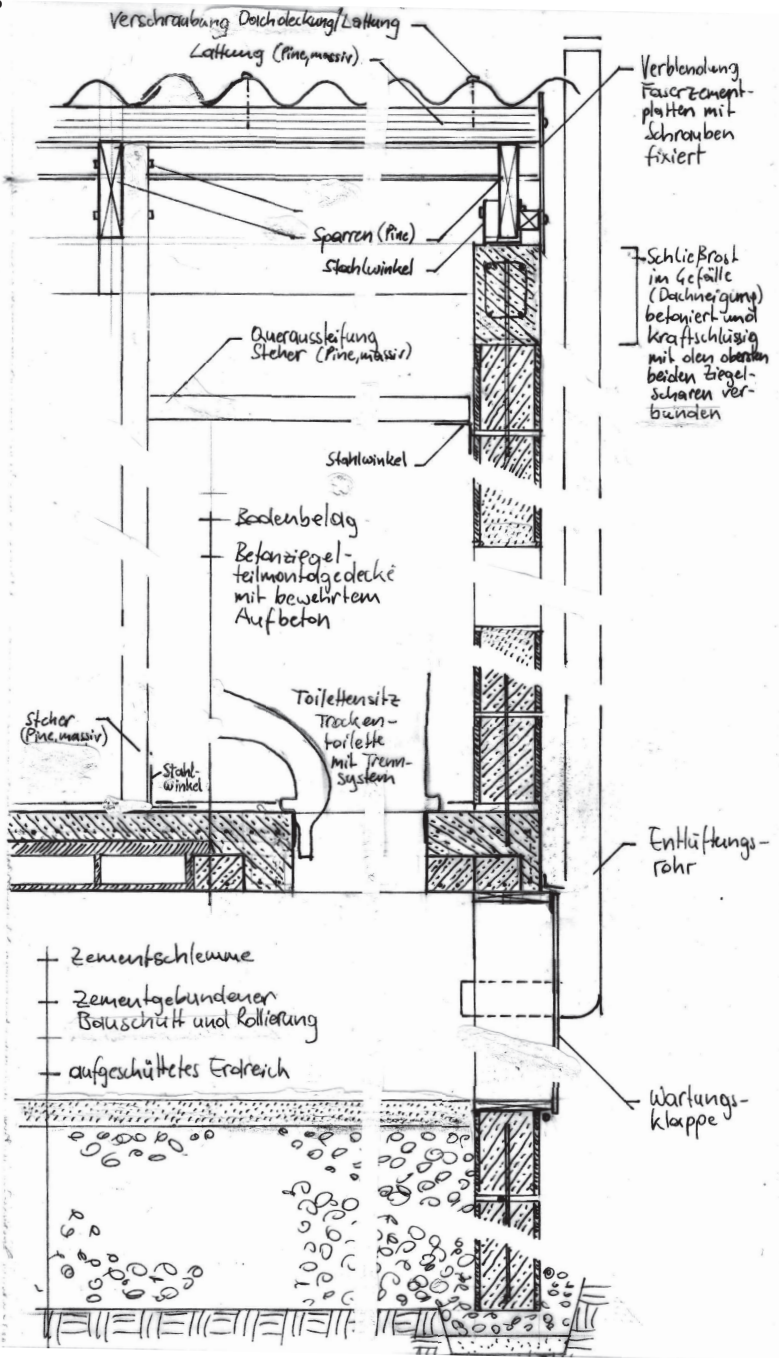 Verschraubung Dachdeckung/Lattung
Lattung (Pine, massiv)
Verblendung
Faserzement-
platten mit
Schrauben
fixiert
Sparren (Pine)
Stahlwinkel
Schließrost
im Gefälle
(Dachneigung)
betoniert und
kraftschlüssig
mit den obersten
beiden Ziegel-
scharen ver-
bunden
Queraussteifung
Steher (Pine, massiv)
Stahlwinkel
Bodenbelag
Betonziegel-
teilmontagedecke
mit bewehrtem
Aufbeton
Toilettensitz
Trocken-
toilette
mit Trenn-
system
Steher
(Pine, massiv)
Stahl-
winkel
Entlüftungs-
rohr
Zementschlemme
Zementgebundener
Bauschutt und Rollierung
aufgeschüttetes Erdreich
Wartungs-
klappe